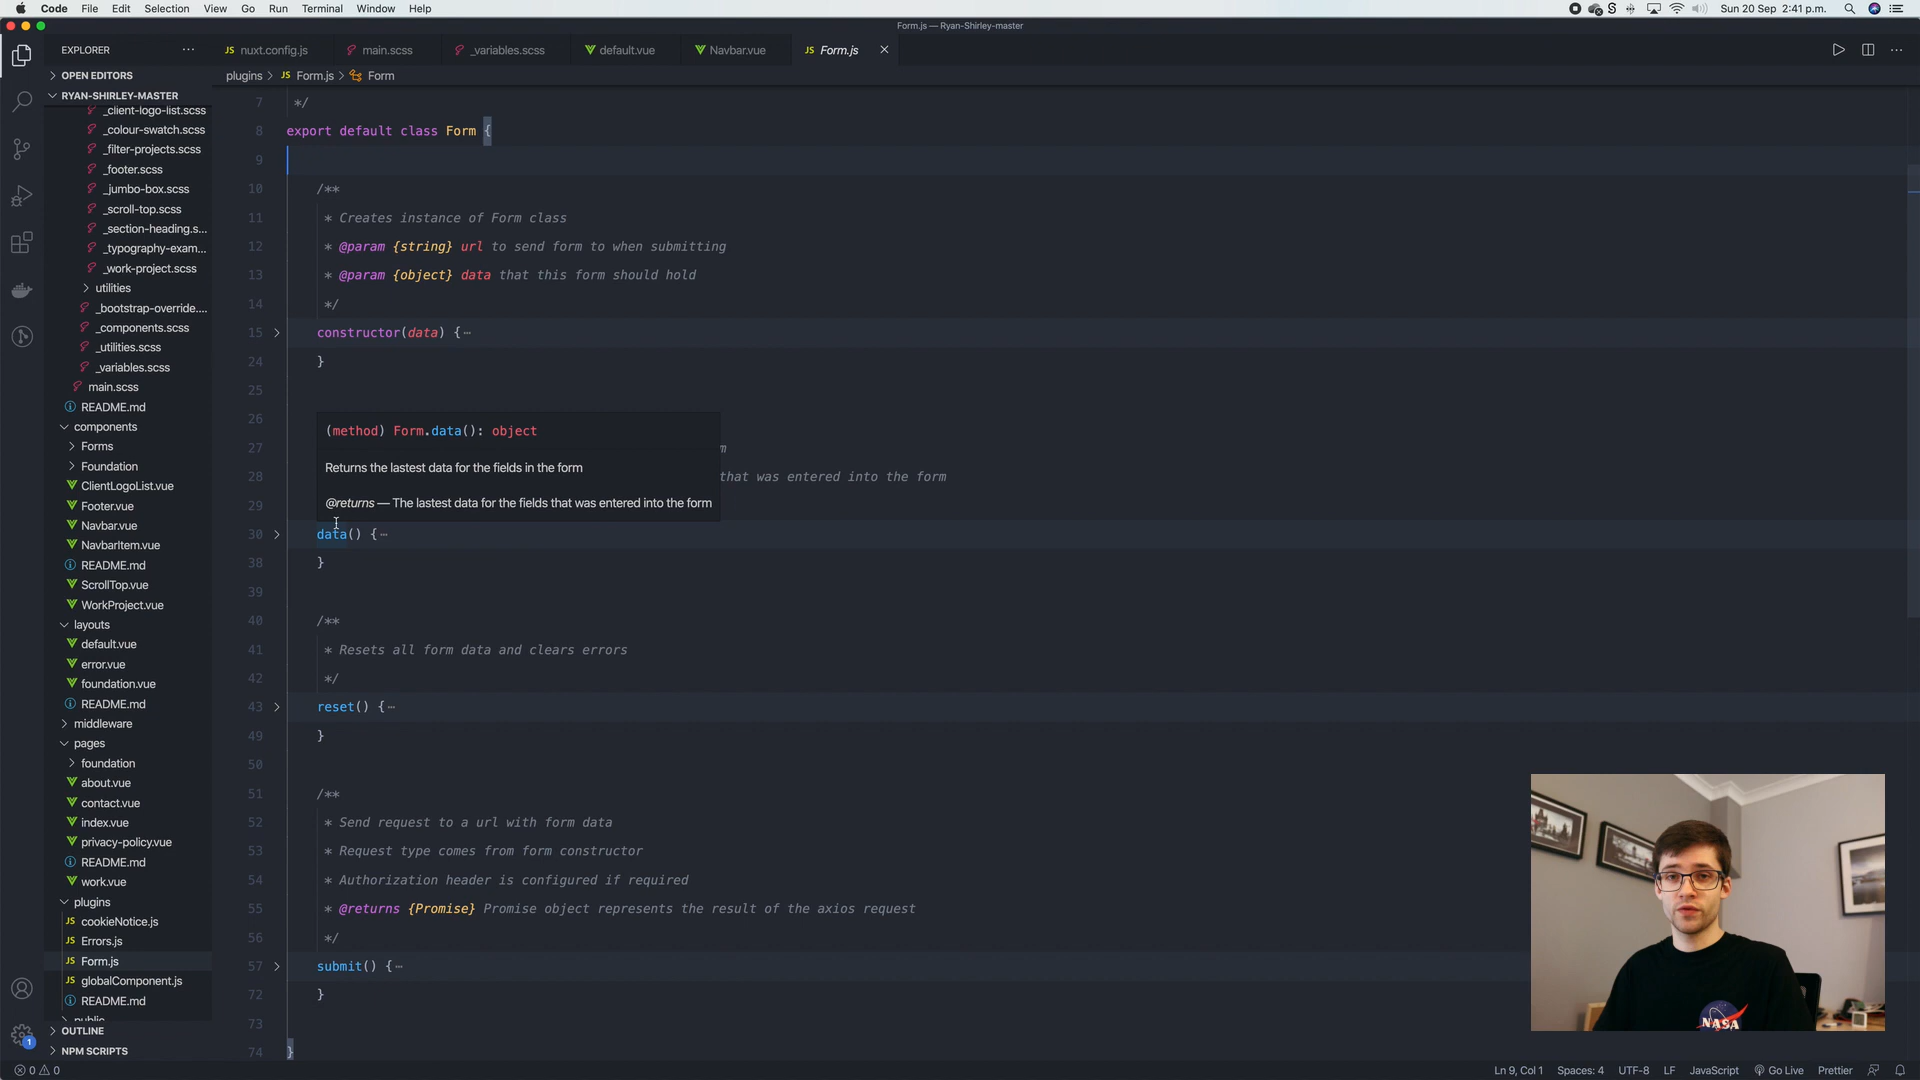 Code File Edit Selection View Go Run Terminal Window Help
Sun 20 Sep 2:41 p.m.
Form.js — Ryan-Shirley-master
EXPLORER
nuxt.config.js main.scss _variables.scss default.vue Navbar.vue Form.js
OPEN EDITORS
RYAN-SHIRLEY-MASTER
_client-logo-list.scss
_colour-swatch.scss
_filter-projects.scss
_footer.scss
_jumbo-box.scss
_scroll-top.scss
_section-heading.s...
_typography-exam...
_work-project.scss
utilities
_bootstrap-override....
_components.scss
_utilities.scss
_variables.scss
main.scss
README.md
components
Forms
Foundation
ClientLogoList.vue
Footer.vue
Navbar.vue
NavbarItem.vue
README.md
ScrollTop.vue
WorkProject.vue
layouts
default.vue
error.vue
foundation.vue
README.md
middleware
pages
foundation
about.vue
contact.vue
index.vue
privacy-policy.vue
README.md
work.vue
plugins
cookieNotice.js
Errors.js
Form.js
globalComponent.js
README.md
public
OUTLINE
NPM SCRIPTS
plugins > JS Form.js > Form
7 */
8 export default class Form {
9
10 /**
11 * Creates instance of Form class
12 * @param {string} url to send form to when submitting
13 * @param {object} data that this form should hold
14 */
15 constructor(data) {⋯
24 }
25
26
(method) Form.data(): object
27 m
Returns the lastest data for the fields in the form
28 that was entered into the form
@returns — The lastest data for the fields that was entered into the form
29
30 data() {⋯
38 }
39
40 /**
41 * Resets all form data and clears errors
42 */
43 reset() {⋯
49 }
50
51 /**
52 * Send request to a url with form data
53 * Request type comes from form constructor
54 * Authorization header is configured if required
55 * @returns {Promise} Promise object represents the result of the axios request
56 */
57 submit() {⋯
72 }
73
74 }
NASA
1
0 0
Ln 9, Col 1 Spaces: 4 UTF-8 LF JavaScript Go Live Prettier